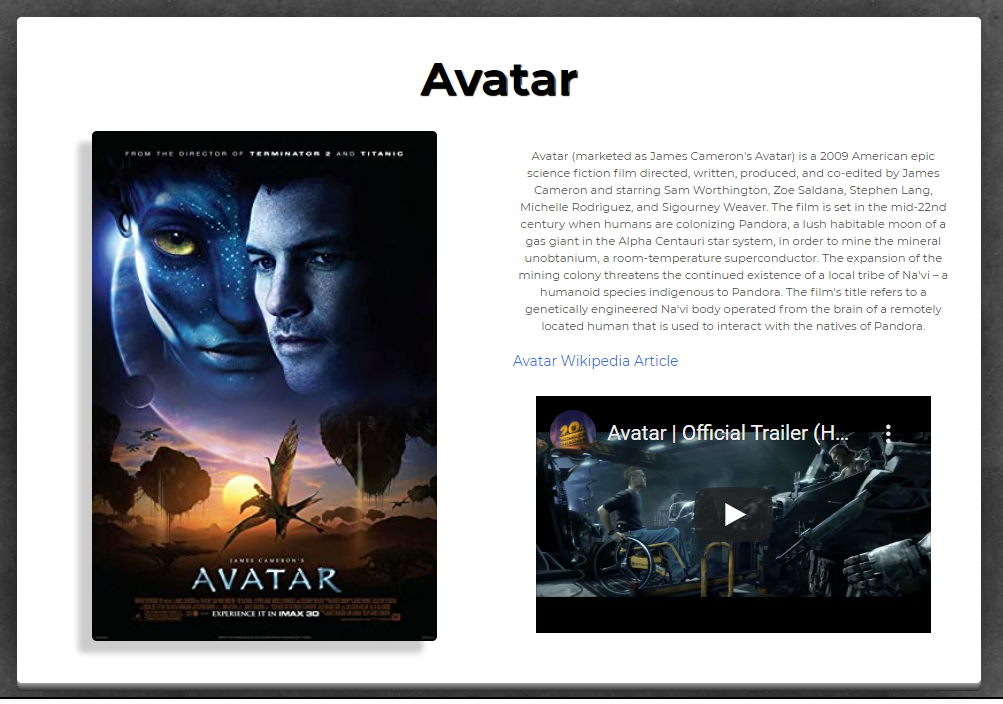 Avatar
FROM THE DIRECTOR OF TERMINATOR 2 AND TITANIC
JAMES CAMERON'S
AVATAR
EXPERIENCE IT IN IMAX 3D
Avatar (marketed as James Cameron's Avatar) is a 2009 American epic
science fiction film directed, written, produced, and co-edited by James
Cameron and starring Sam Worthington, Zoe Saldana, Stephen Lang,
Michelle Rodriguez, and Sigourney Weaver. The film is set in the mid-22nd
century when humans are colonizing Pandora, a lush habitable moon of a
gas giant in the Alpha Centauri star system, in order to mine the mineral
unobtanium, a room-temperature superconductor. The expansion of the
mining colony threatens the continued existence of a local tribe of Na'vi – a
humanoid species indigenous to Pandora. The film's title refers to a
genetically engineered Na'vi body operated from the brain of a remotely
located human that is used to interact with the natives of Pandora.
Avatar Wikipedia Article
Avatar | Official Trailer (H...